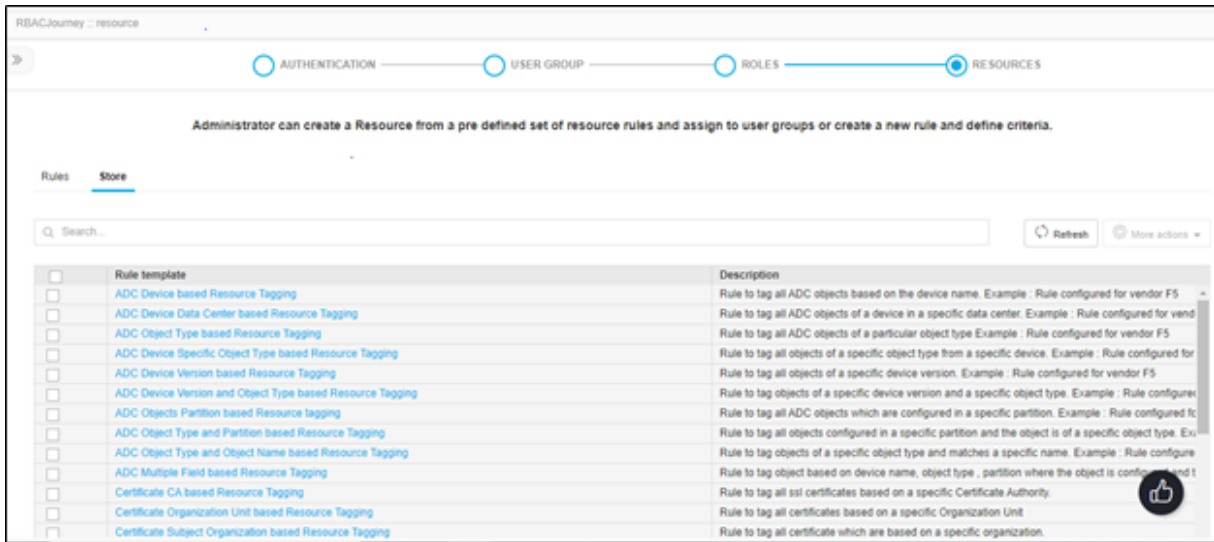 RBACJourney :: resource
AUTHENTICATION USER GROUP ROLES RESOURCES
Administrator can create a Resource from a pre defined set of resource rules and assign to user groups or create a new rule and define criteria.
Rules Store
Search... Refresh More actions
Rule template Description
ADC Device based Resource Tagging Rule to tag all ADC objects based on the device name. Example : Rule configured for vendor F5
ADC Device Data Center based Resource Tagging Rule to tag all ADC objects of a device in a specific data center. Example : Rule configured for vend
ADC Object Type based Resource Tagging Rule to tag all ADC objects of a particular object type Example : Rule configured for vendor F5
ADC Device Specific Object Type based Resource Tagging Rule to tag all objects of a specific object type from a specific device. Example : Rule configured for
ADC Device Version based Resource Tagging Rule to tag all objects of a specific device version. Example : Rule configured for vendor F5
ADC Device Version and Object Type based Resource Tagging Rule to tag objects of a specific device version and a specific object type. Example : Rule configured
ADC Objects Partition based Resource tagging Rule to tag all ADC objects which are configured in a specific partition. Example : Rule configured fc
ADC Object Type and Partition based Resource Tagging Rule to tag all objects configured in a specific partition and the object is of a specific object type. Exa
ADC Object Type and Object Name based Resource Tagging Rule to tag all objects of a specific object type and matches a specific name. Example : Rule configure
ADC Multiple Field based Resource Tagging Rule to tag object based on device name, object type , partition where the object is and t
Certificate CA based Resource Tagging Rule to tag all ssl certificates based on a specific Certificate Authority.
Certificate Organization Unit based Resource Tagging Rule to tag all certificates based on a specific Organization Unit
Certificate Subject Organization based Resource Tagging Rule to tag all certificate which are based on a specific organization.